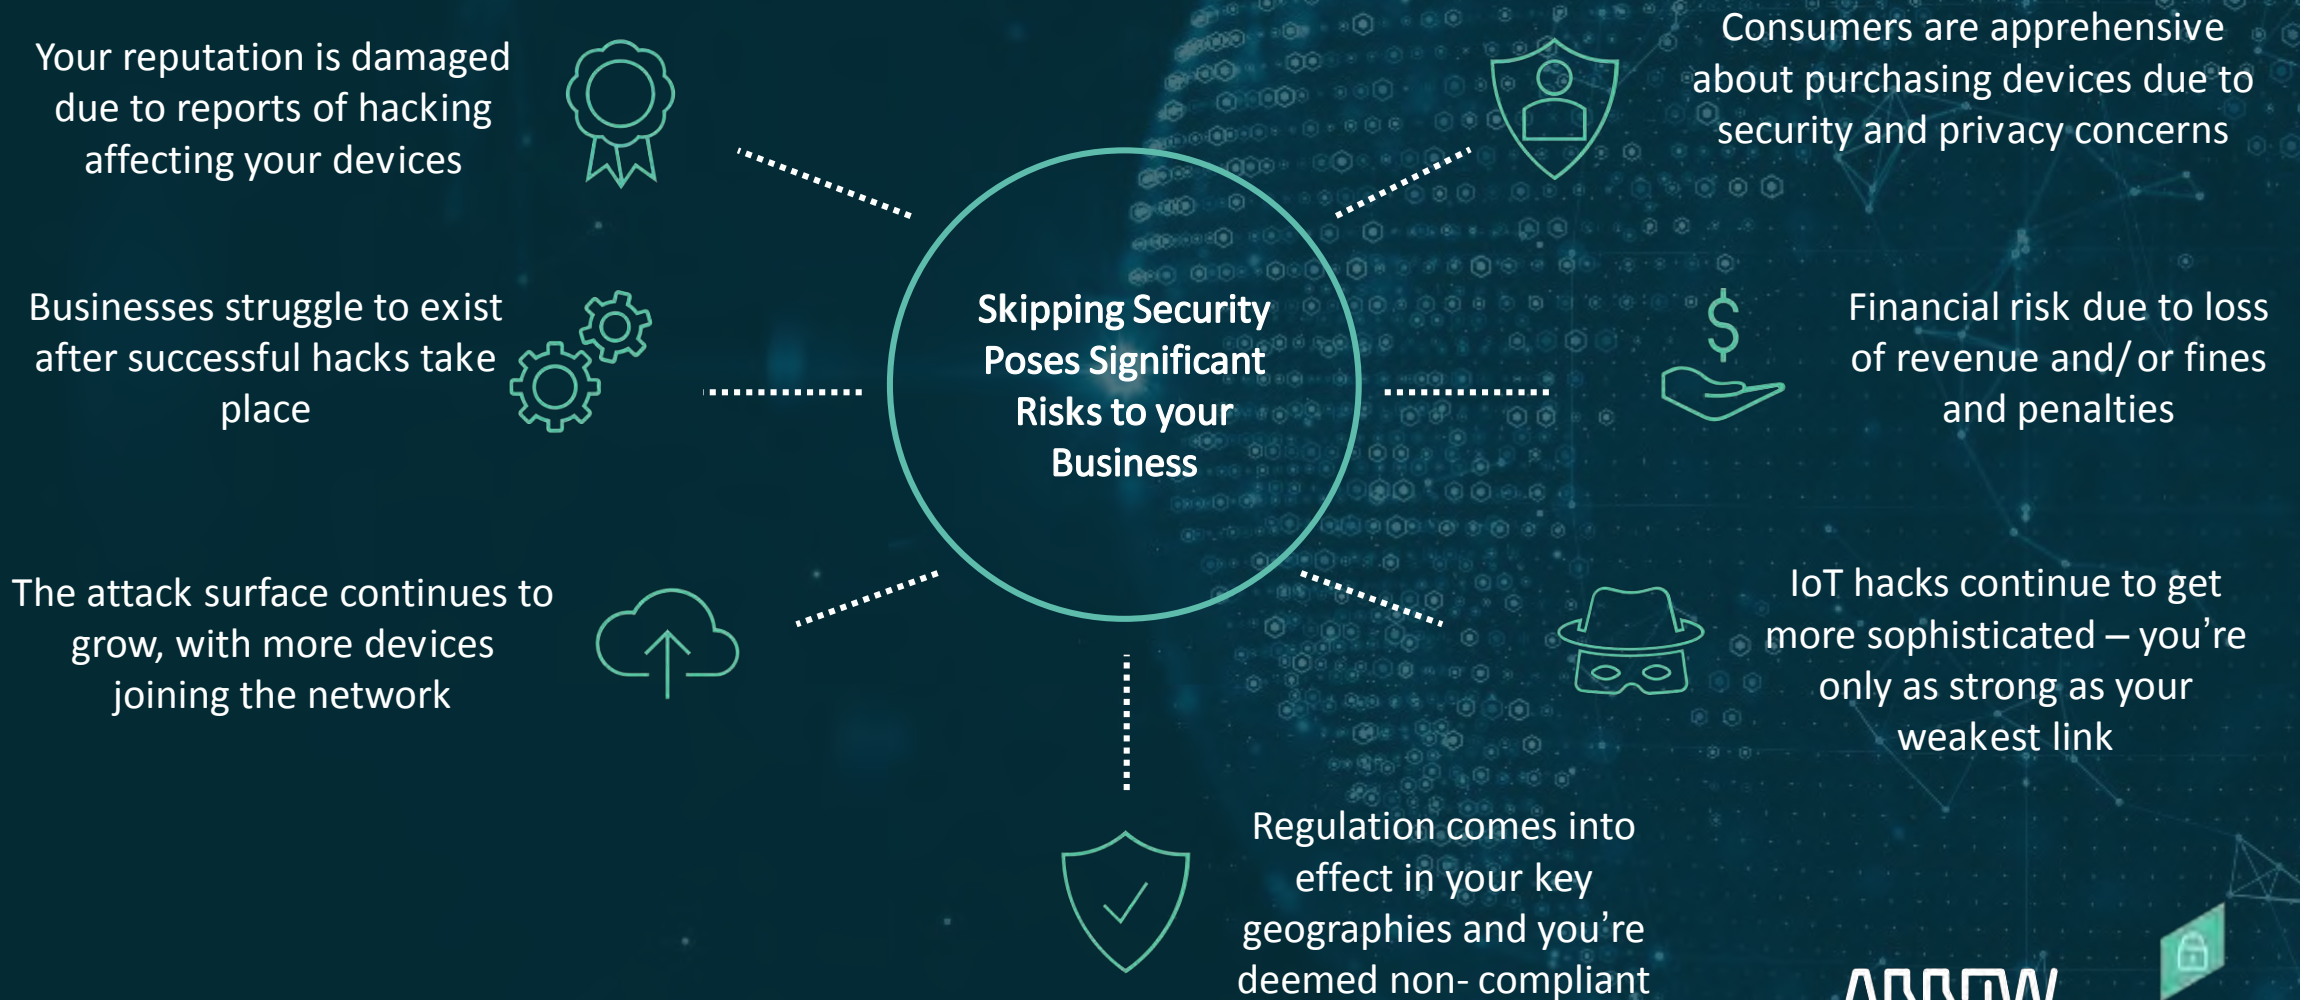 Your reputation is damaged
due to reports of hacking
affecting your devices
Businesses struggle to exist
after successful hacks take
place
The attack surface continues to
grow, with more devices
joining the network
Skipping Security
Poses Significant
Risks to your
Business
Consumers are apprehensive
about purchasing devices due to
security and privacy concerns
Financial risk due to loss
of revenue and/or fines
and penalties
IoT hacks continue to get
more sophisticated – you’re
only as strong as your
weakest link
Regulation comes into
effect in your key
geographies and you’re
deemed non-compliant
ARROW